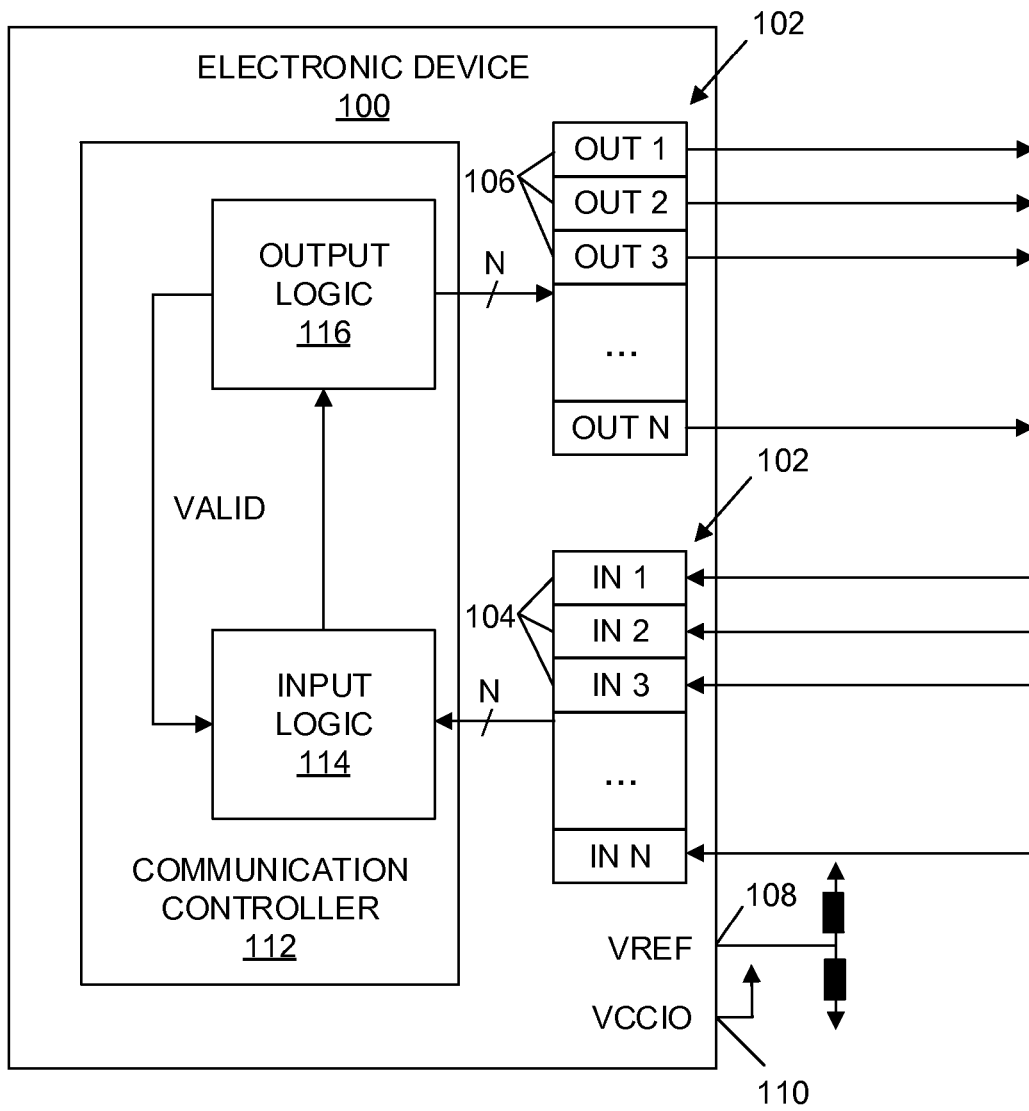 102
ELECTRONIC DEVICE
100
OUT 1
106
OUT 2
OUT 3
OUTPUT
LOGIC
116
N
...
OUT N
102
VALID
IN 1
104
IN 2
IN 3
INPUT
LOGIC
114
N
...
IN N
COMMUNICATION
CONTROLLER
112
108
VREF
VCCIO
110